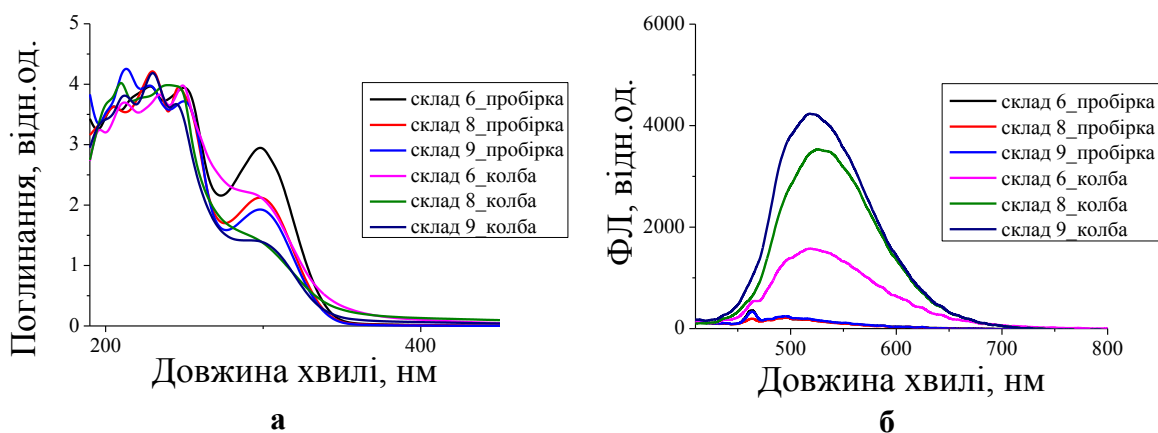 5
4
3
2
1
0
200
400
Поглинання, відн.од.
Довжина хвилі, нм
склад 6_пробірка
склад 8_пробірка
склад 9_пробірка
склад 6_колба
склад 8_колба
склад 9_колба
а
6000
4000
2000
0
500
600
700
800
ФЛ, відн.од.
Довжина хвилі, нм
склад 6_пробірка
склад 8_пробірка
склад 9_пробірка
склад 6_колба
склад 8_колба
склад 9_колба
б